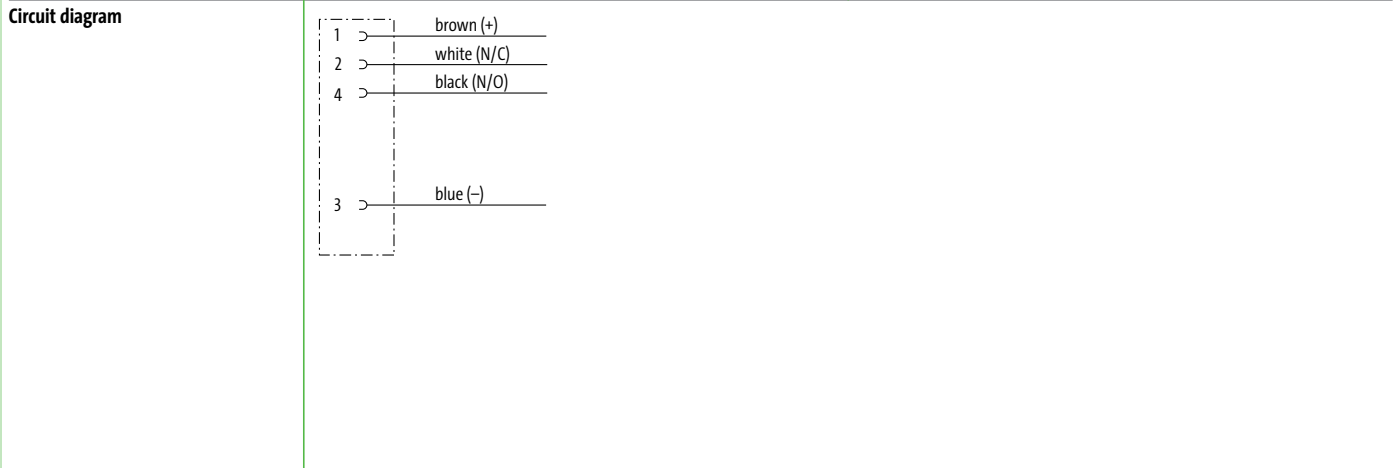 Circuit diagram
1 brown (+)
2 white (N/C)
4 black (N/O)
3 blue (–)